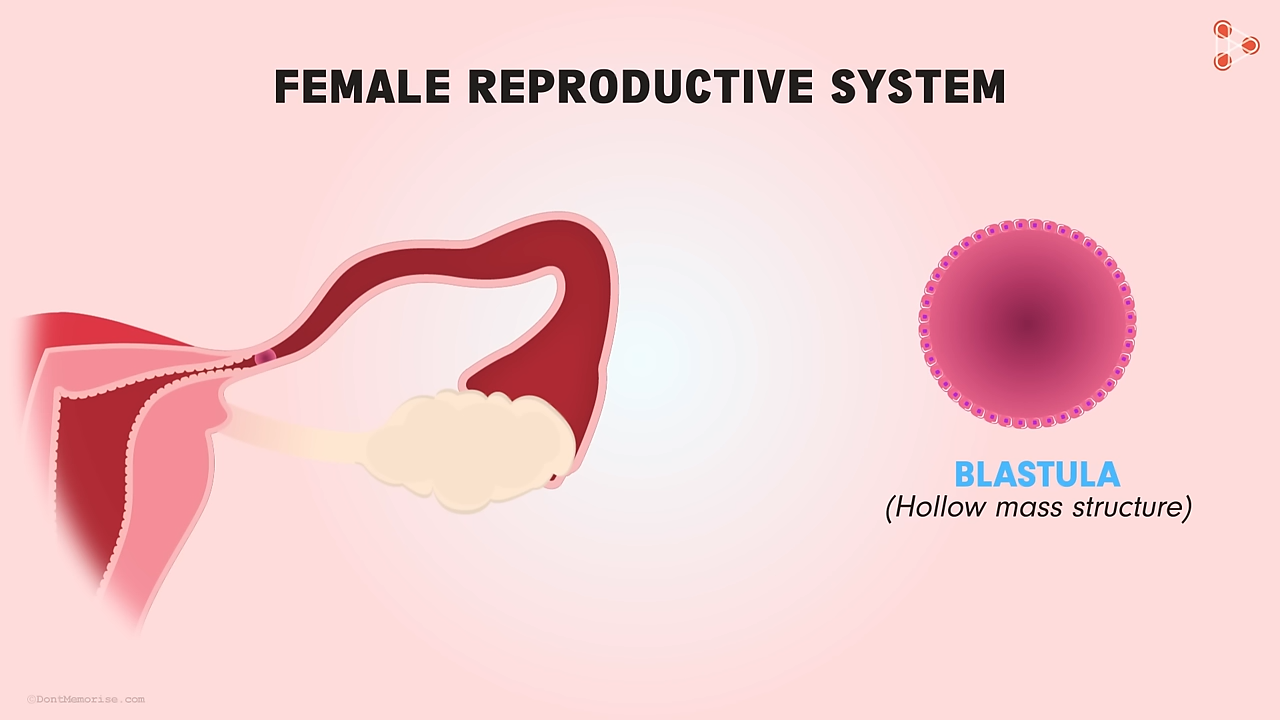 FEMALE REPRODUCTIVE SYSTEM
BLASTULA
(Hollow mass structure)
©DontMemorise.com